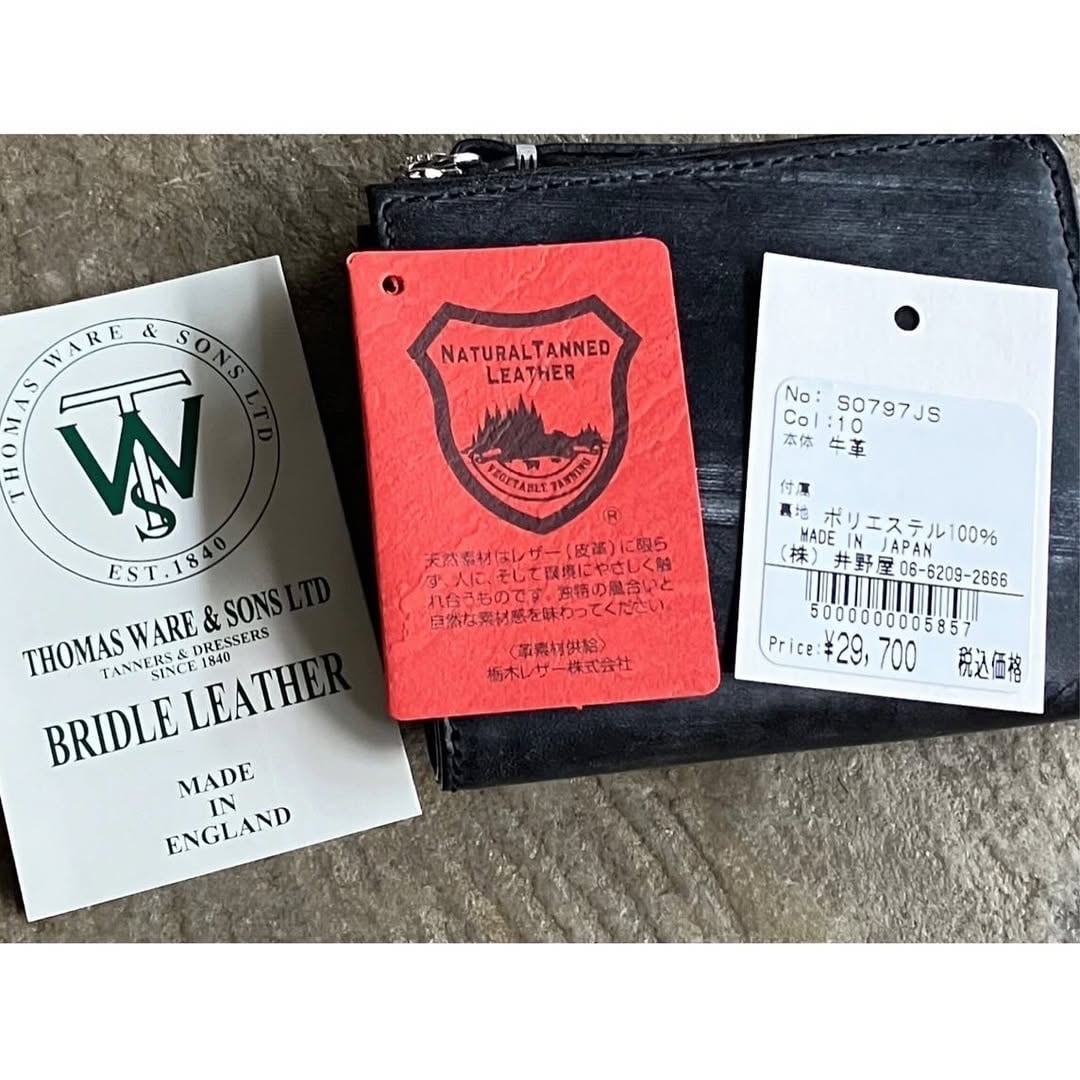 THOMAS WARE & SONS LTD
TWS
EST.1840
THOMAS WARE & SONS LTD
TANNERS & DRESSERS
SINCE 1840
BRIDLE LEATHER
MADE
IN
ENGLAND
NATURALTANNED
LEATHER
VEGETABLE TANNING
®
天然素材はレザー(皮革)に限ら
ず、人に、そして環境にやさしく触
れ合うものです。独特の風合いと
自然な素材感を味わってください。
〈革素材供給〉
栃木レザー株式会社
No: S0797JS
Col:10
本体 牛革
付属
裏地 ポリエステル100%
MADE IN JAPAN
(株) 井野屋 06-6209-2666
5000000005857
Price:¥29,700 税込価格